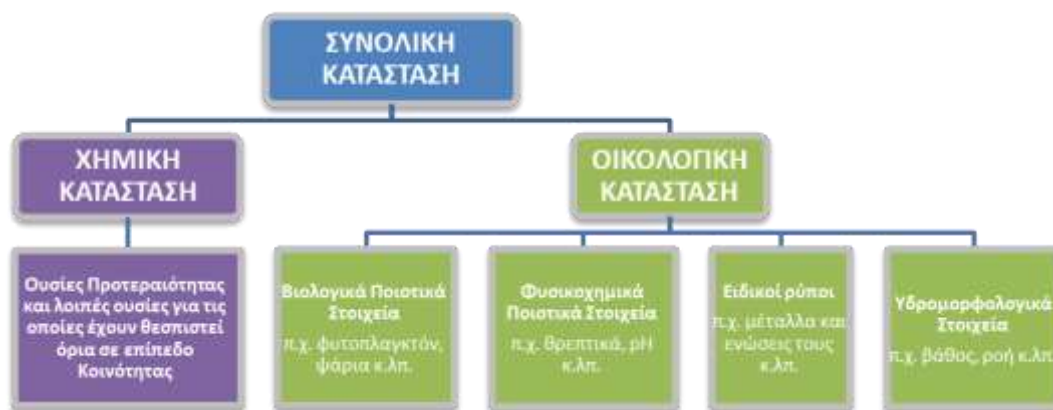 ΣΥΝΟΛΙΚΗ
ΚΑΤΑΣΤΑΣΗ
ΧΗΜΙΚΗ
ΚΑΤΑΣΤΑΣΗ
ΟΙΚΟΛΟΓΙΚΗ
ΚΑΤΑΣΤΑΣΗ
Ουσίες Προτεραιότητας
και λοιπές ουσίες για τις
οποίες έχουν θεσπιστεί
όρια σε επίπεδο
Κοινότητας
Βιολογικά Ποιοτικά
Στοιχεία
π.χ. φυτοπλαγκτόν,
ψάρια κ.λπ.
Φυσικοχημικά
Ποιοτικά Στοιχεία
π.χ. θρεπτικά, pH
κ.λπ.
Ειδικοί ρύποι
π.χ. μέταλλα και
ενώσεις τους
κ.λπ.
Υδρομορφολογικά
Στοιχεία
π.χ. βάθος, ροή κ.λπ.